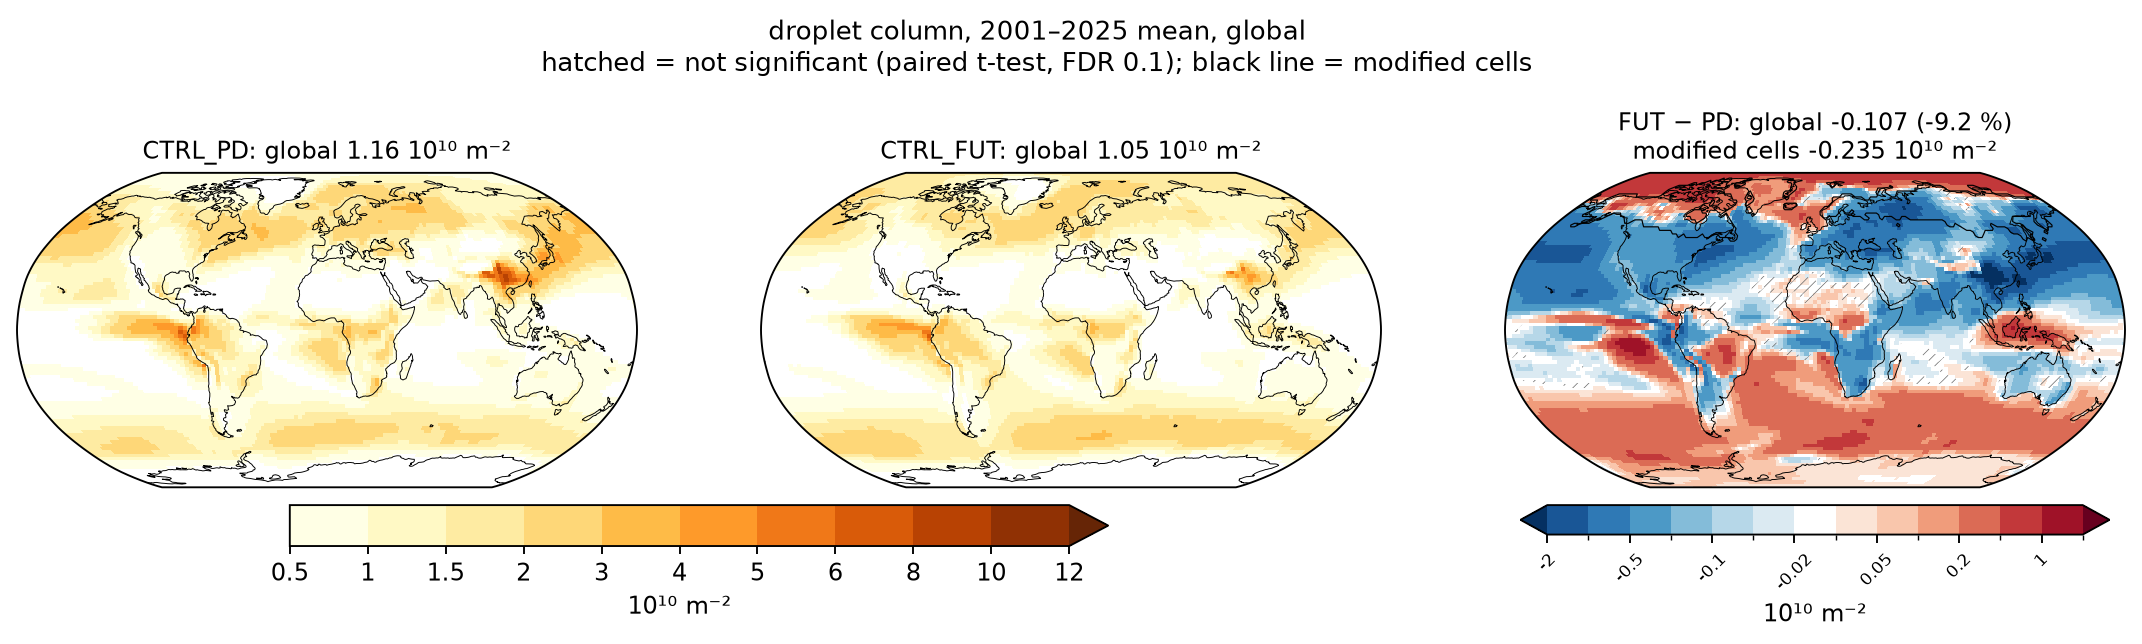 droplet column, 2001–2025 mean, global
hatched = not significant (paired t-test, FDR 0.1); black line = modified cells
CTRL_PD: global 1.16 10¹⁰ m⁻²
CTRL_FUT: global 1.05 10¹⁰ m⁻²
FUT − PD: global -0.107 (-9.2 %)
modified cells -0.235 10¹⁰ m⁻²
0.5 1 1.5 2 3 4 5 6 8 10 12
10¹⁰ m⁻²
-2 -0.5 -0.1 -0.02 0.05 0.2 1
10¹⁰ m⁻²